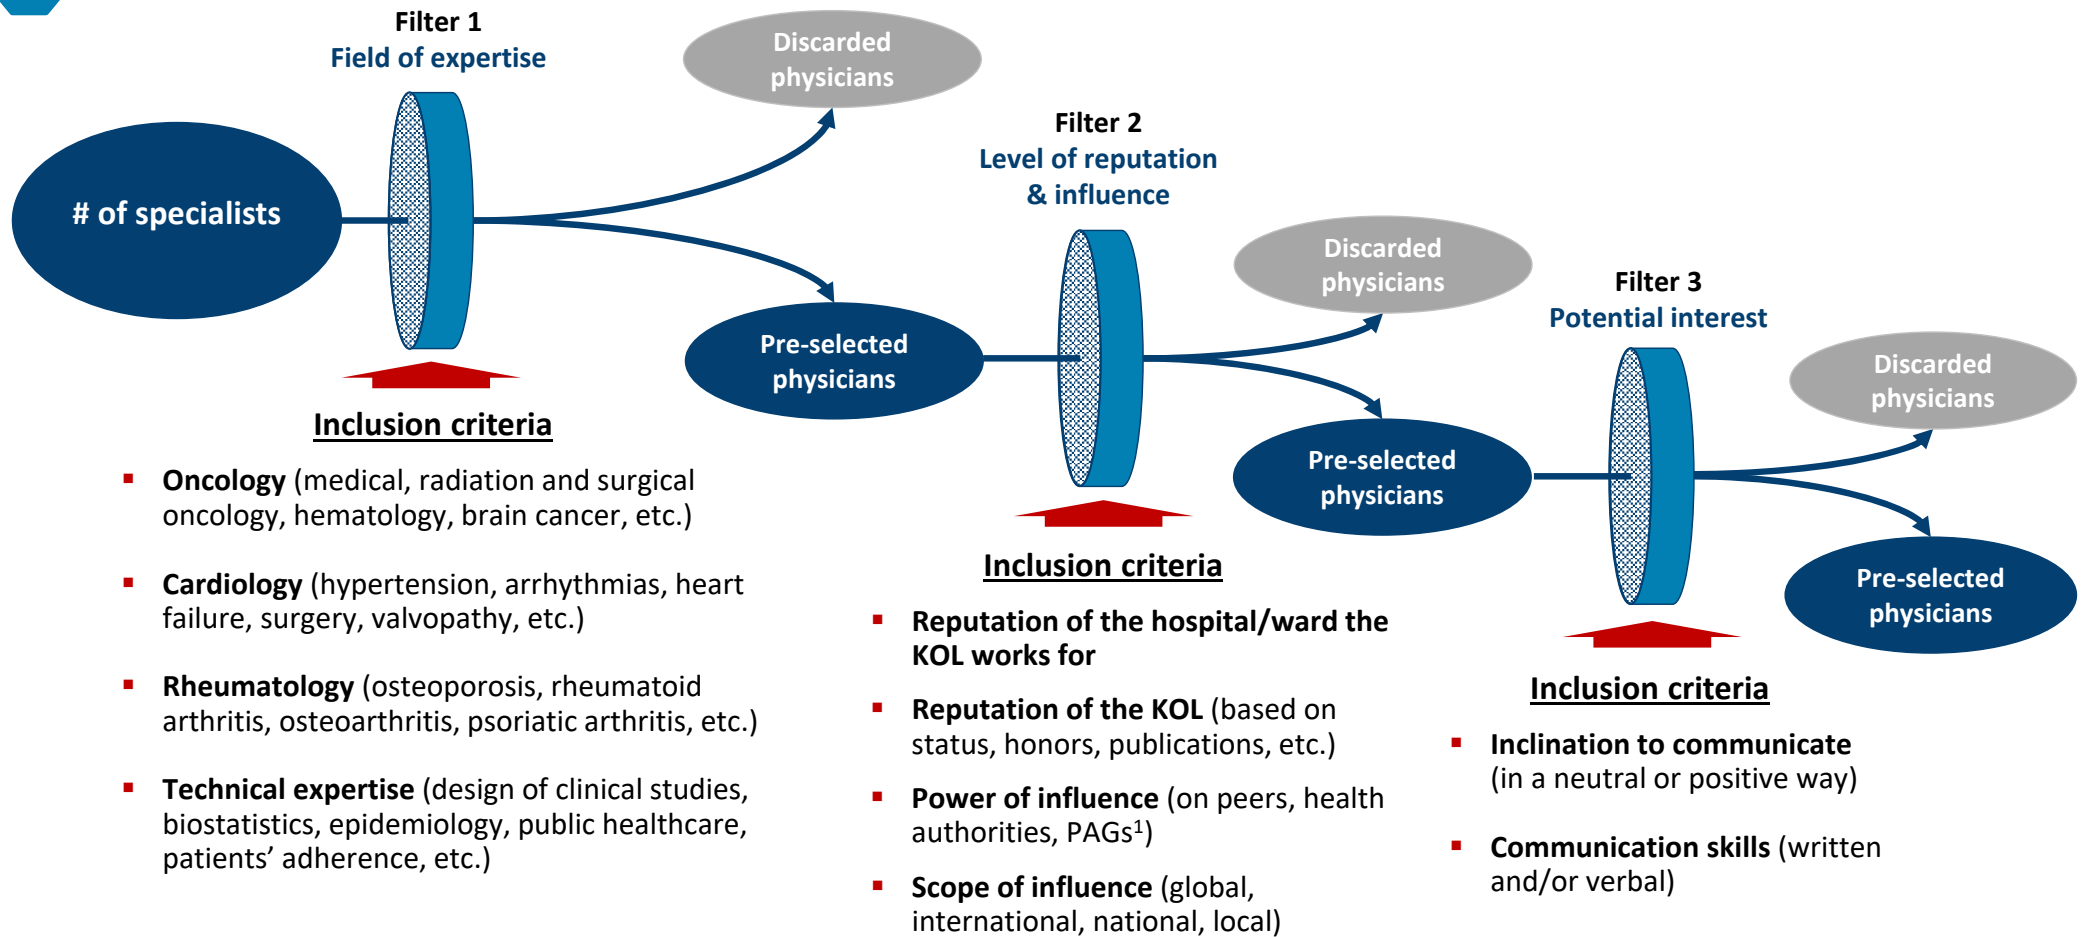 Filter 1
Field of expertise
Discarded
physicians
# of specialists
Pre-selected
physicians
Inclusion criteria
▪ Oncology (medical, radiation and surgical
oncology, hematology, brain cancer, etc.)
▪ Cardiology (hypertension, arrhythmias, heart
failure, surgery, valvopathy, etc.)
▪ Rheumatology (osteoporosis, rheumatoid
arthritis, osteoarthritis, psoriatic arthritis, etc.)
▪ Technical expertise (design of clinical studies,
biostatistics, epidemiology, public healthcare,
patients’ adherence, etc.)
Filter 2
Level of reputation
& influence
Discarded
physicians
Pre-selected
physicians
Inclusion criteria
▪ Reputation of the hospital/ward the
KOL works for
▪ Reputation of the KOL (based on
status, honors, publications, etc.)
▪ Power of influence (on peers, health
authorities, PAGs¹)
▪ Scope of influence (global,
international, national, local)
Filter 3
Potential interest
Discarded
physicians
Pre-selected
physicians
Inclusion criteria
▪ Inclination to communicate
(in a neutral or positive way)
▪ Communication skills (written
and/or verbal)